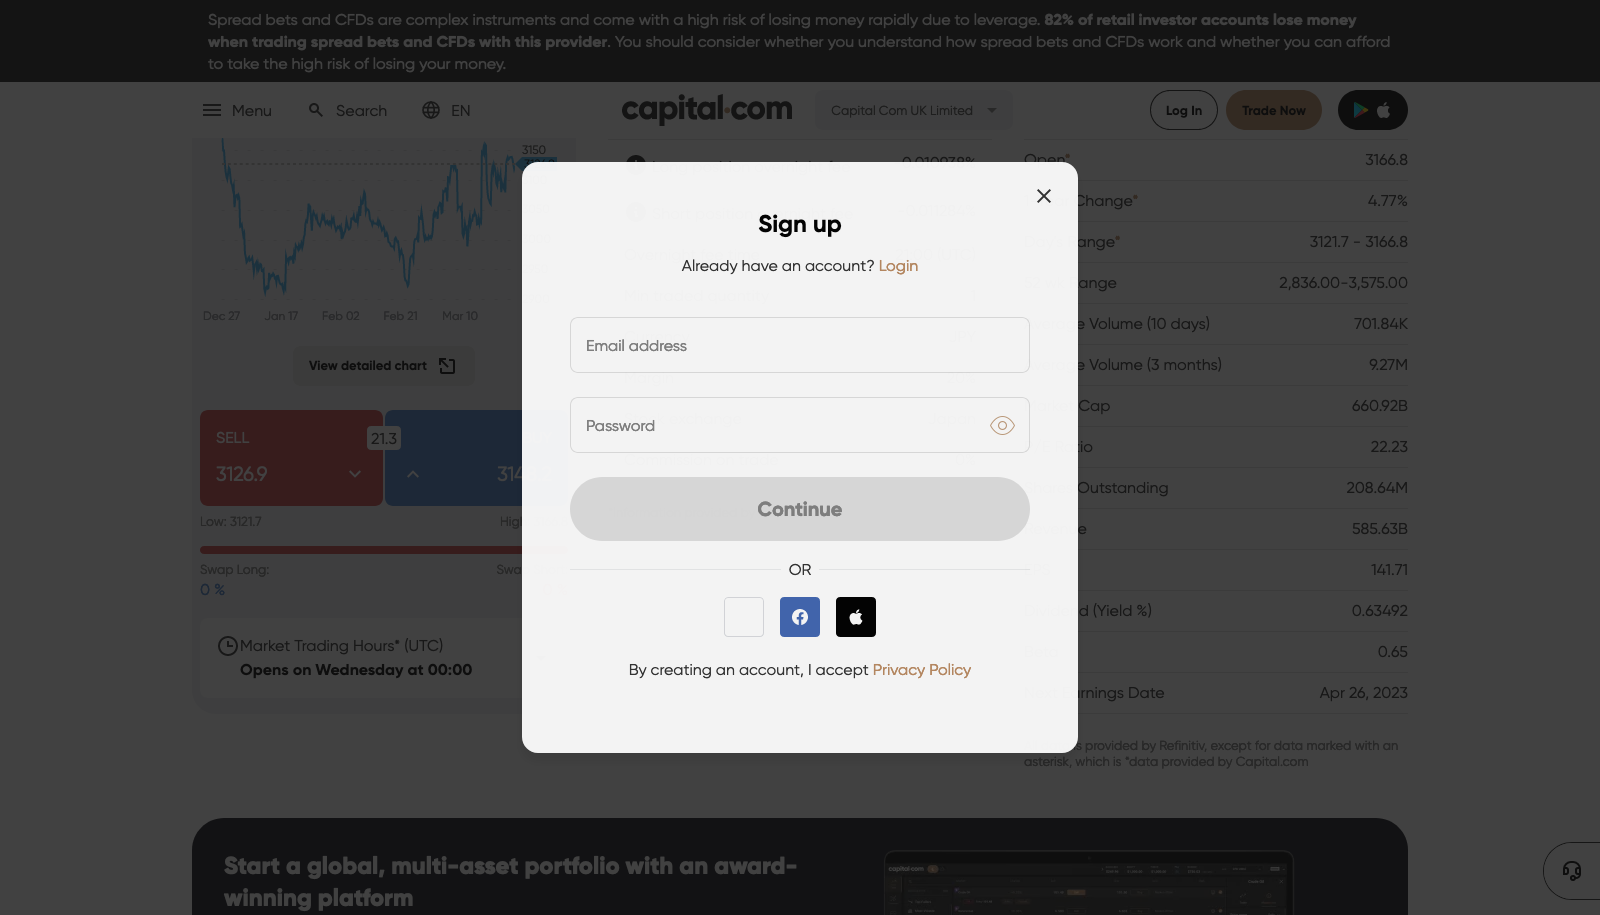 Spread bets and CFDs are complex instruments and come with a high risk of losing money rapidly due to leverage. 82% of retail investor accounts lose money
when trading spread bets and CFDs with this provider. You should consider whether you understand how spread bets and CFDs work and whether you can afford
to take the high risk of losing your money.
Menu
Search
EN
capital.com
Capital Com UK Limited
Log In
Trade Now
3150
Dec 27
Jan 17
Feb 02
Feb 21
Mar 10
View detailed chart
SELL
21.3
3126.9
Low: 3121.7
Swap Long:
0 %
Market Trading Hours* (UTC)
Opens on Wednesday at 00:00
Sign up
Already have an account? Login
Email address
Password
Continue
OR
By creating an account, I accept Privacy Policy
Open*
3166.8
Change*
4.77%
3121.7 - 3166.8
2,836.00-3,575.00
Volume (10 days)
701.84K
Volume (3 months)
9.27M
Cap
660.92B
22.23
Outstanding
208.64M
585.63B
141.71
(Yield %)
0.63492
0.65
Date
Apr 26, 2023
provided by Refinitiv, except for data marked with an
asterisk, which is *data provided by Capital.com
Start a global, multi-asset portfolio with an award-
winning platform
capital.com